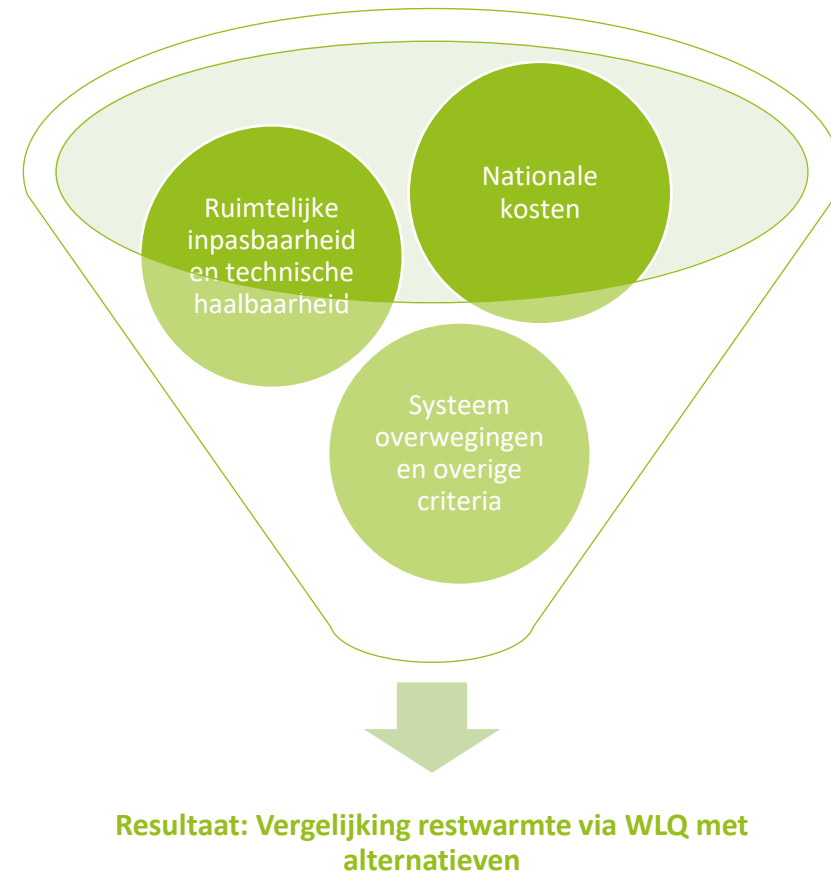 Nationale
kosten
Ruimtelijke
inpasbaarheid
en technische
haalbaarheid
Systeem
overwegingen
en overige
criteria
Resultaat: Vergelijking restwarmte via WLQ met
alternatieven